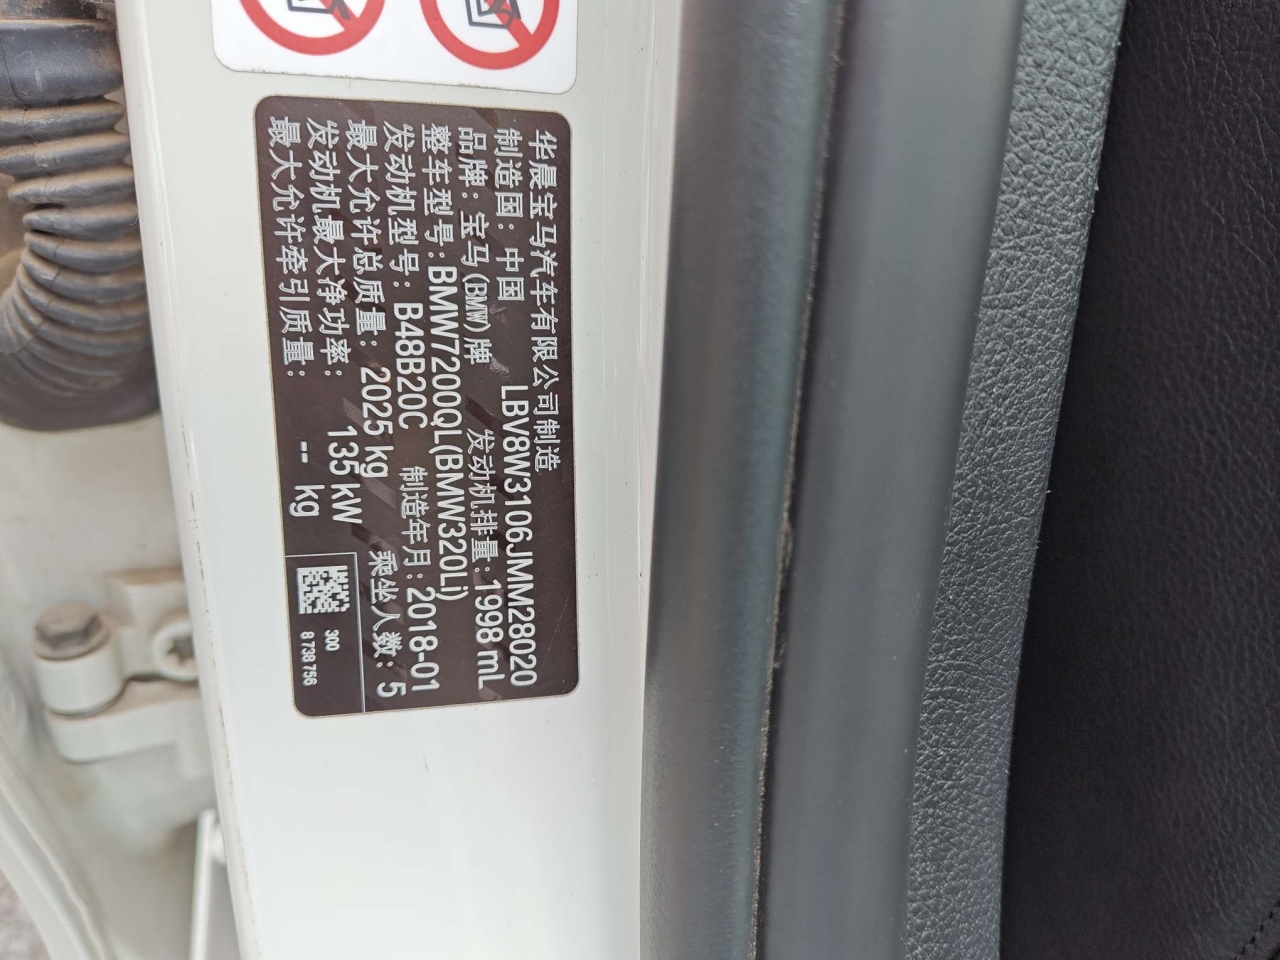 华晨宝马汽车有限公司制造
制造国：中国 LBV8W3106JMM28020
品牌：宝马(BMW)牌 发动机排量：1998 mL
整车型号：BMW7200QL(BMW320Li)
发动机型号：B48B20C 制造年月：2018-01
最大允许总质量：2025 kg 乘坐人数：5
发动机最大净功率：135 kW
最大允许牵引质量：-- kg
300
8 738 756